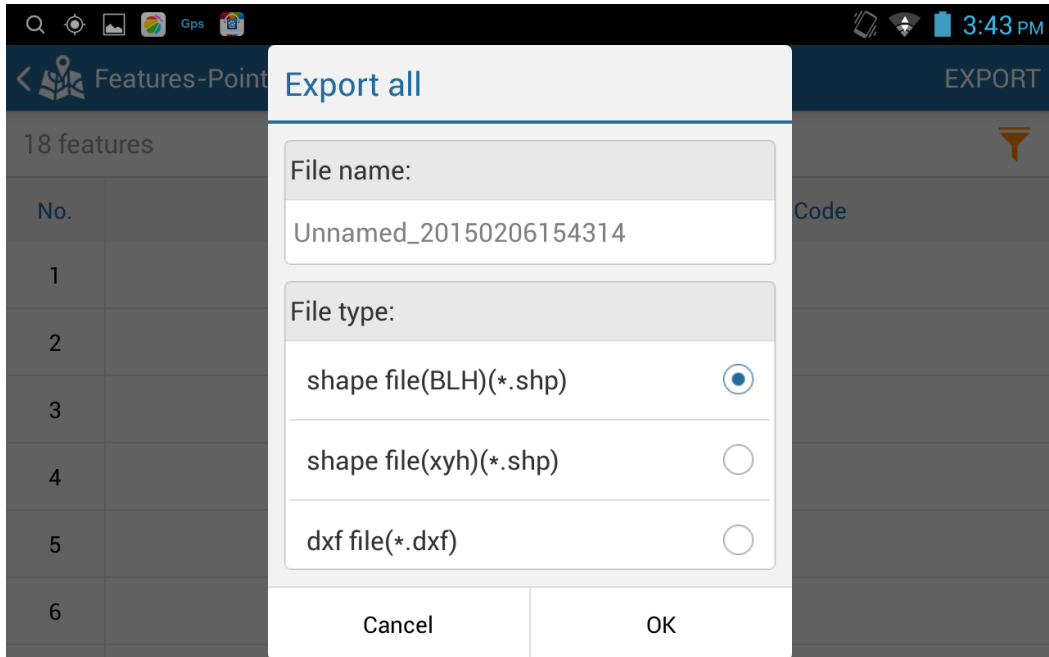 Gps
3:43 PM
Features-Point
EXPORT
Export all
18 features
File name:
No.
Code
Unnamed_20150206154314
1
File type:
2
shape file(BLH)(*.shp)
3
shape file(xyh)(*.shp)
4
dxf file(*.dxf)
5
6
Cancel
OK